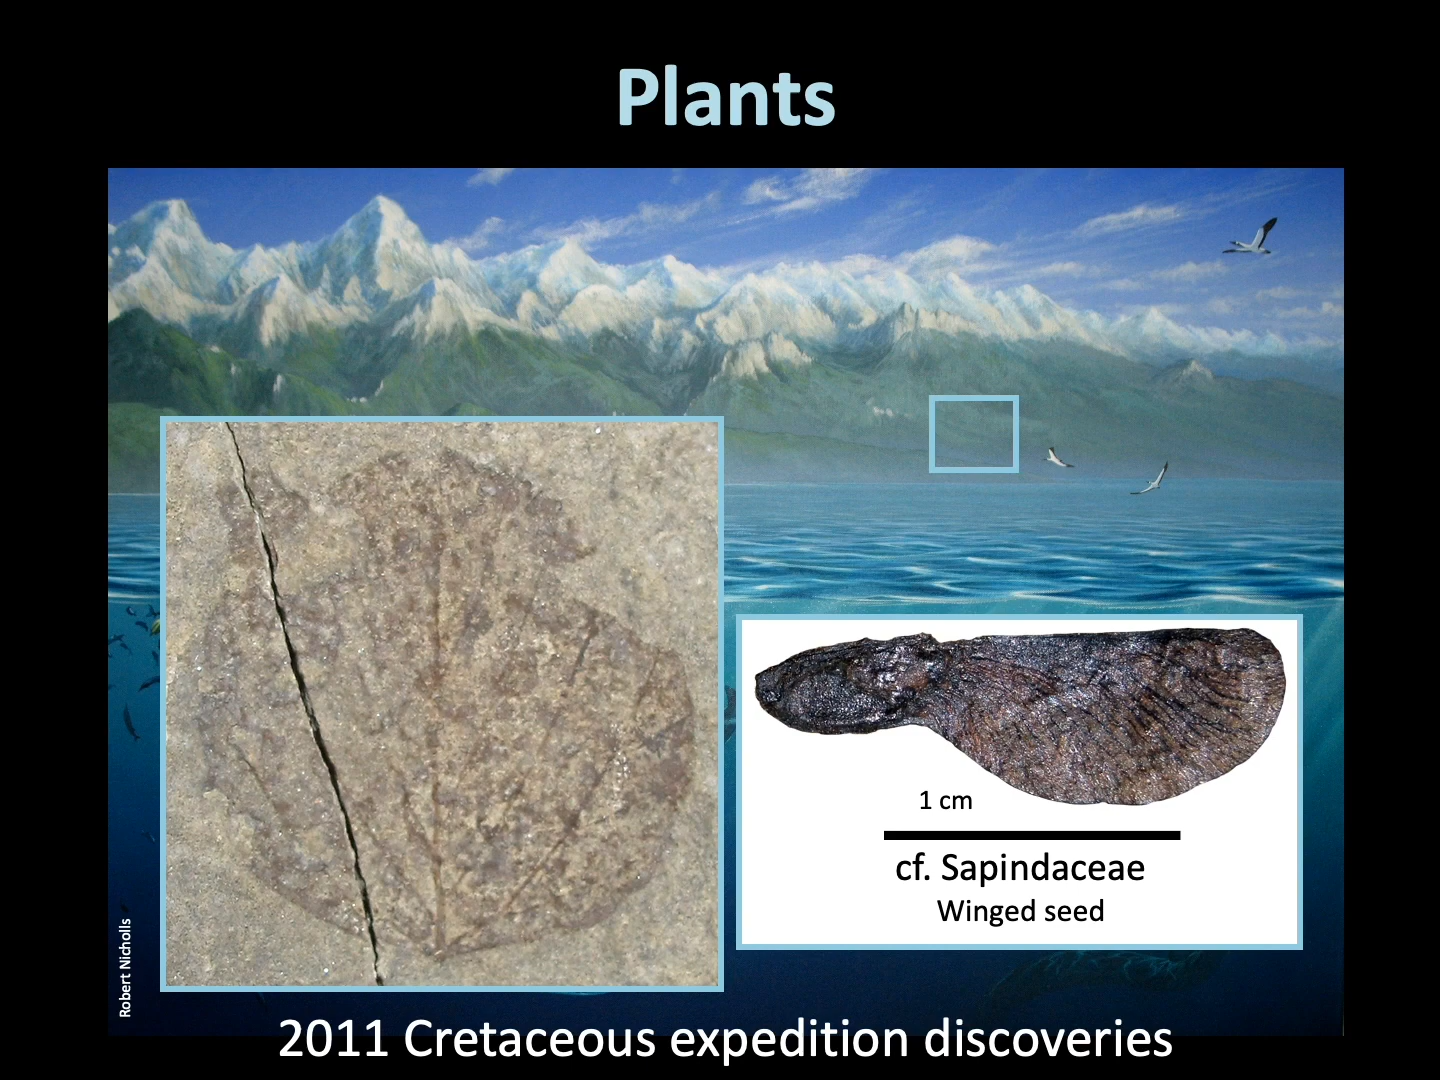 Plants
1 cm
cf. Sapindaceae
Winged seed
Robert Nicholls
2011 Cretaceous expedition discoveries